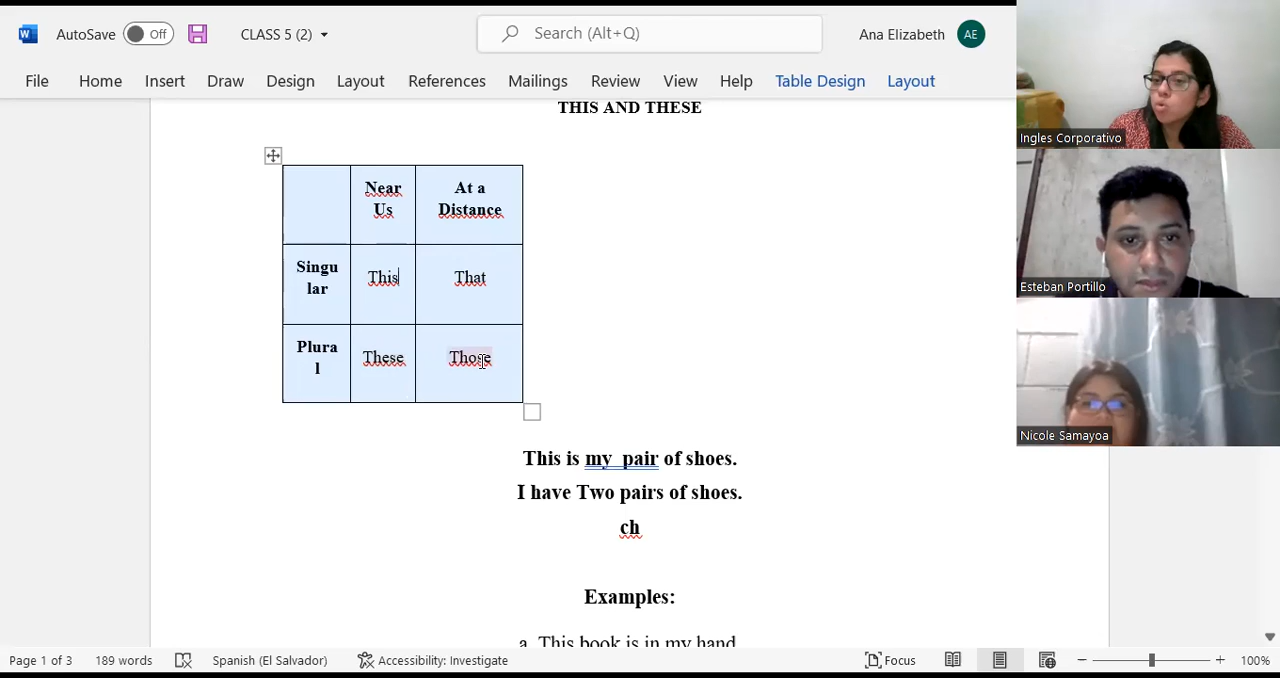 AutoSave Off CLASS 5 (2) Search (Alt+Q) Ana Elizabeth AE
File Home Insert Draw Design Layout References Mailings Review View Help Table Design Layout
THIS AND THESE
Near
Us
At a
Distance
Singu
lar
This
That
Plura
l
These
Those
This is my pair of shoes.
I have Two pairs of shoes.
ch
Examples:
a. This book is in my hand
Ingles Corporativo
Esteban Portillo
Nicole Samayoa
Page 1 of 3 189 words Spanish (El Salvador) Accessibility: Investigate Focus 100%